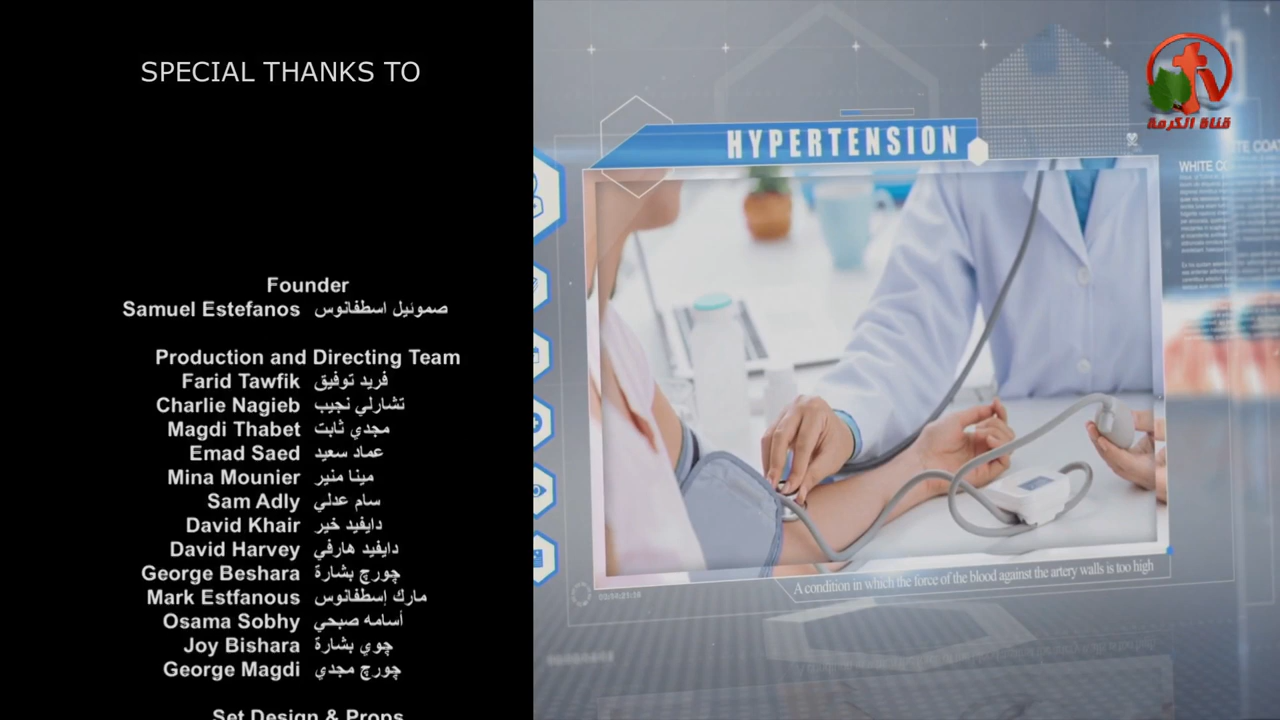 SPECIAL THANKS TO
Founder
Samuel Estefanos صموئيل اسطفانوس
Production and Directing Team
Farid Tawfik فريد توفيق
Charlie Nagieb تشارلي نجيب
Magdi Thabet مجدي ثابت
Emad Saed عماد سعيد
Mina Mounier مينا منير
Sam Adly سام عدلي
David Khair دايفيد خير
David Harvey دايفيد هارفي
George Beshara چورچ بشارة
Mark Estfanous مارك إسطفانوس
Osama Sobhy أسامه صبحي
Joy Bishara چوي بشارة
George Magdi چورچ مجدي
Set Design & Props
HYPERTENSION
A condition in which the force of the blood against the artery walls is too high
tv
قناة الكرمة
WHITE COAT
WHITE